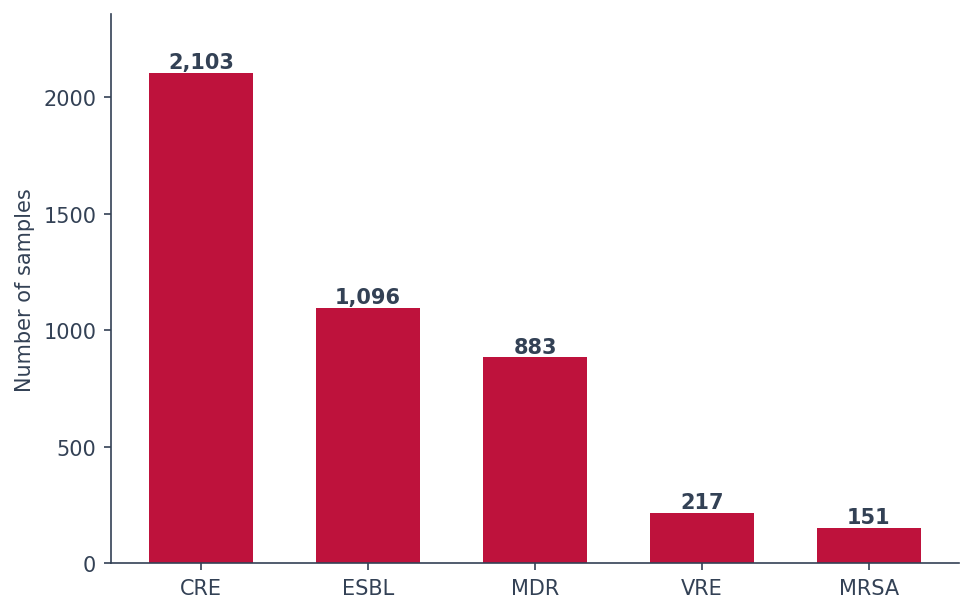 Number of samples
2000
1500
1000
500
0
2,103
1,096
883
217
151
CRE
ESBL
MDR
VRE
MRSA